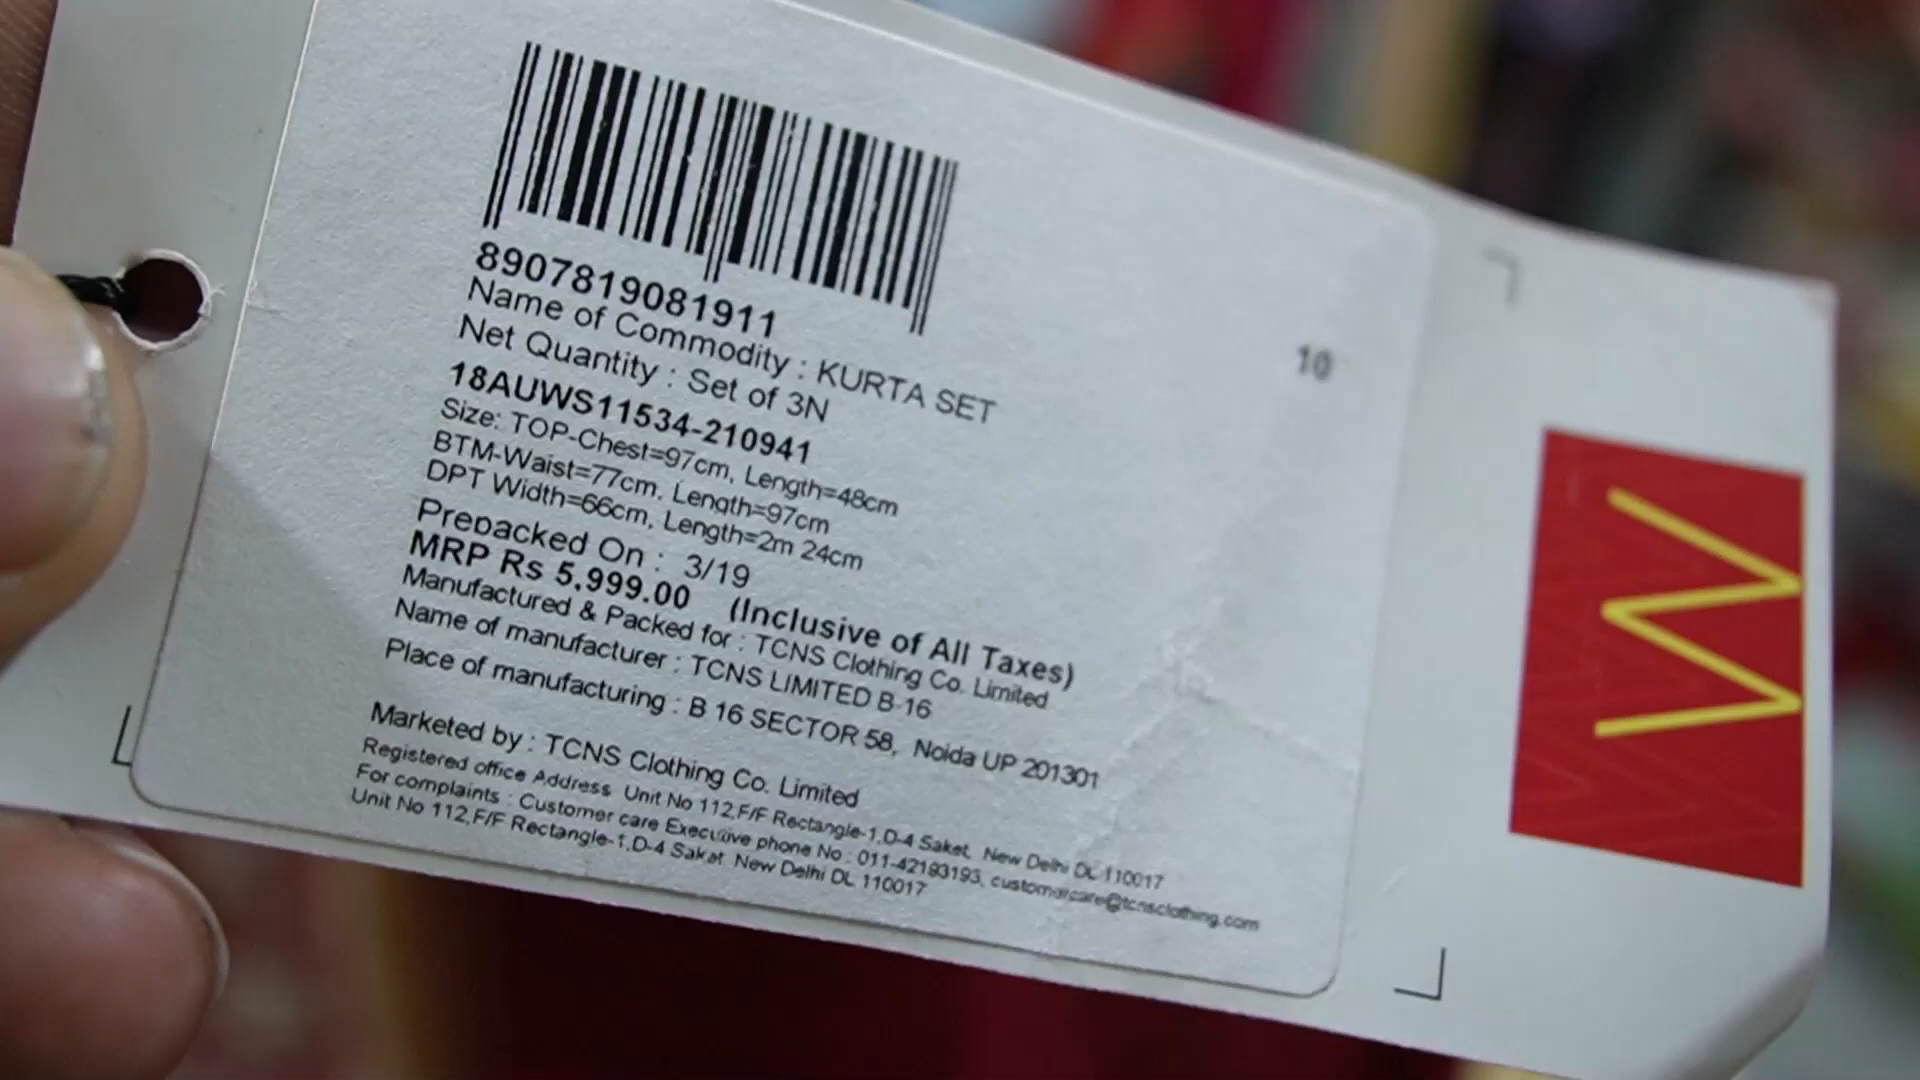 8907819081911
Name of Commodity : KURTA SET
Net Quantity : Set of 3N
10
18AUWS11534-210941
Size: TOP-Chest=97cm, Length=48cm
BTM-Waist=77cm, Length=97cm
DPT Width=66cm, Length=2m 24cm
Prepacked On : 3/19
MRP Rs 5,999.00 (Inclusive of All Taxes)
Manufactured & Packed for : TCNS Clothing Co. Limited
Name of manufacturer : TCNS LIMITED B-16
Place of manufacturing : B 16 SECTOR 58, Noida UP 201301
Marketed by : TCNS Clothing Co. Limited
Registered office Address Unit No 112,F/F Rectangle-1,D-4 Saket, New Delhi DL 110017
For complaints : Customer care Executive phone No : 011-42193193, customercare@tcnsclothing.com
Unit No 112,F/F Rectangle-1,D-4 Saket New Delhi DL 110017
W